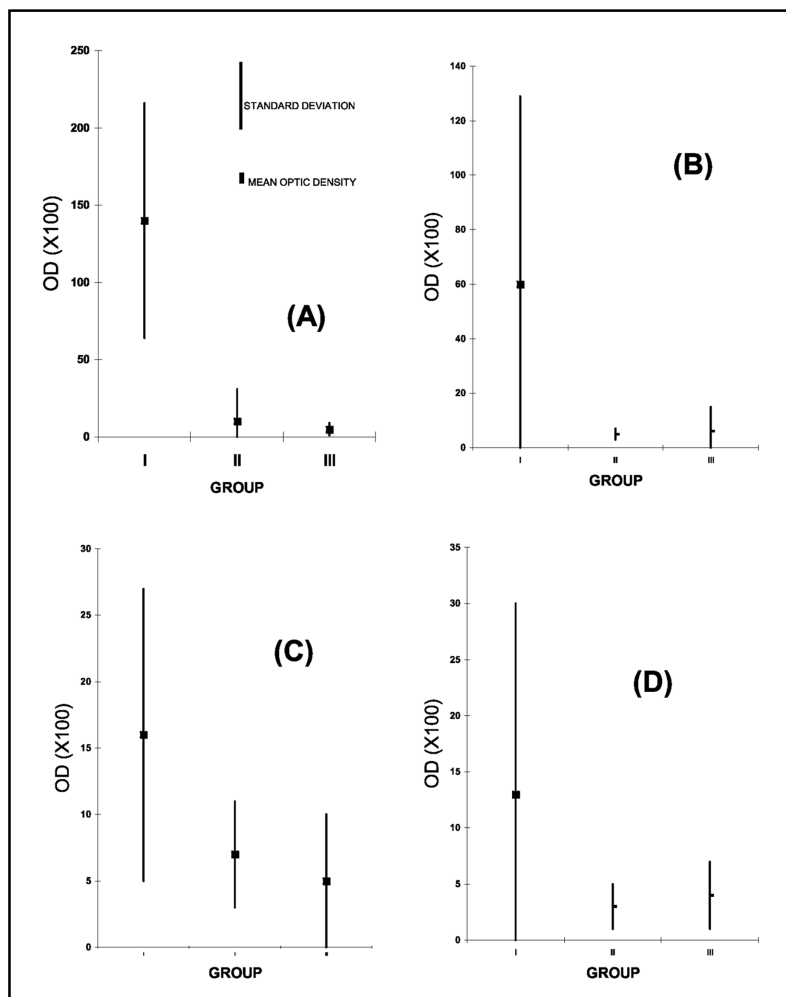 250
200
150
100
50
0
OD (X100)
STANDARD DEVIATION
MEAN OPTIC DENSITY
(A)
I II III
GROUP
140
120
100
80
60
40
20
0
OD (X100)
(B)
I II III
GROUP
30
25
20
15
10
5
0
OD (X100)
(C)
GROUP
35
30
25
20
15
10
5
0
OD (X100)
(D)
I II III
GROUP